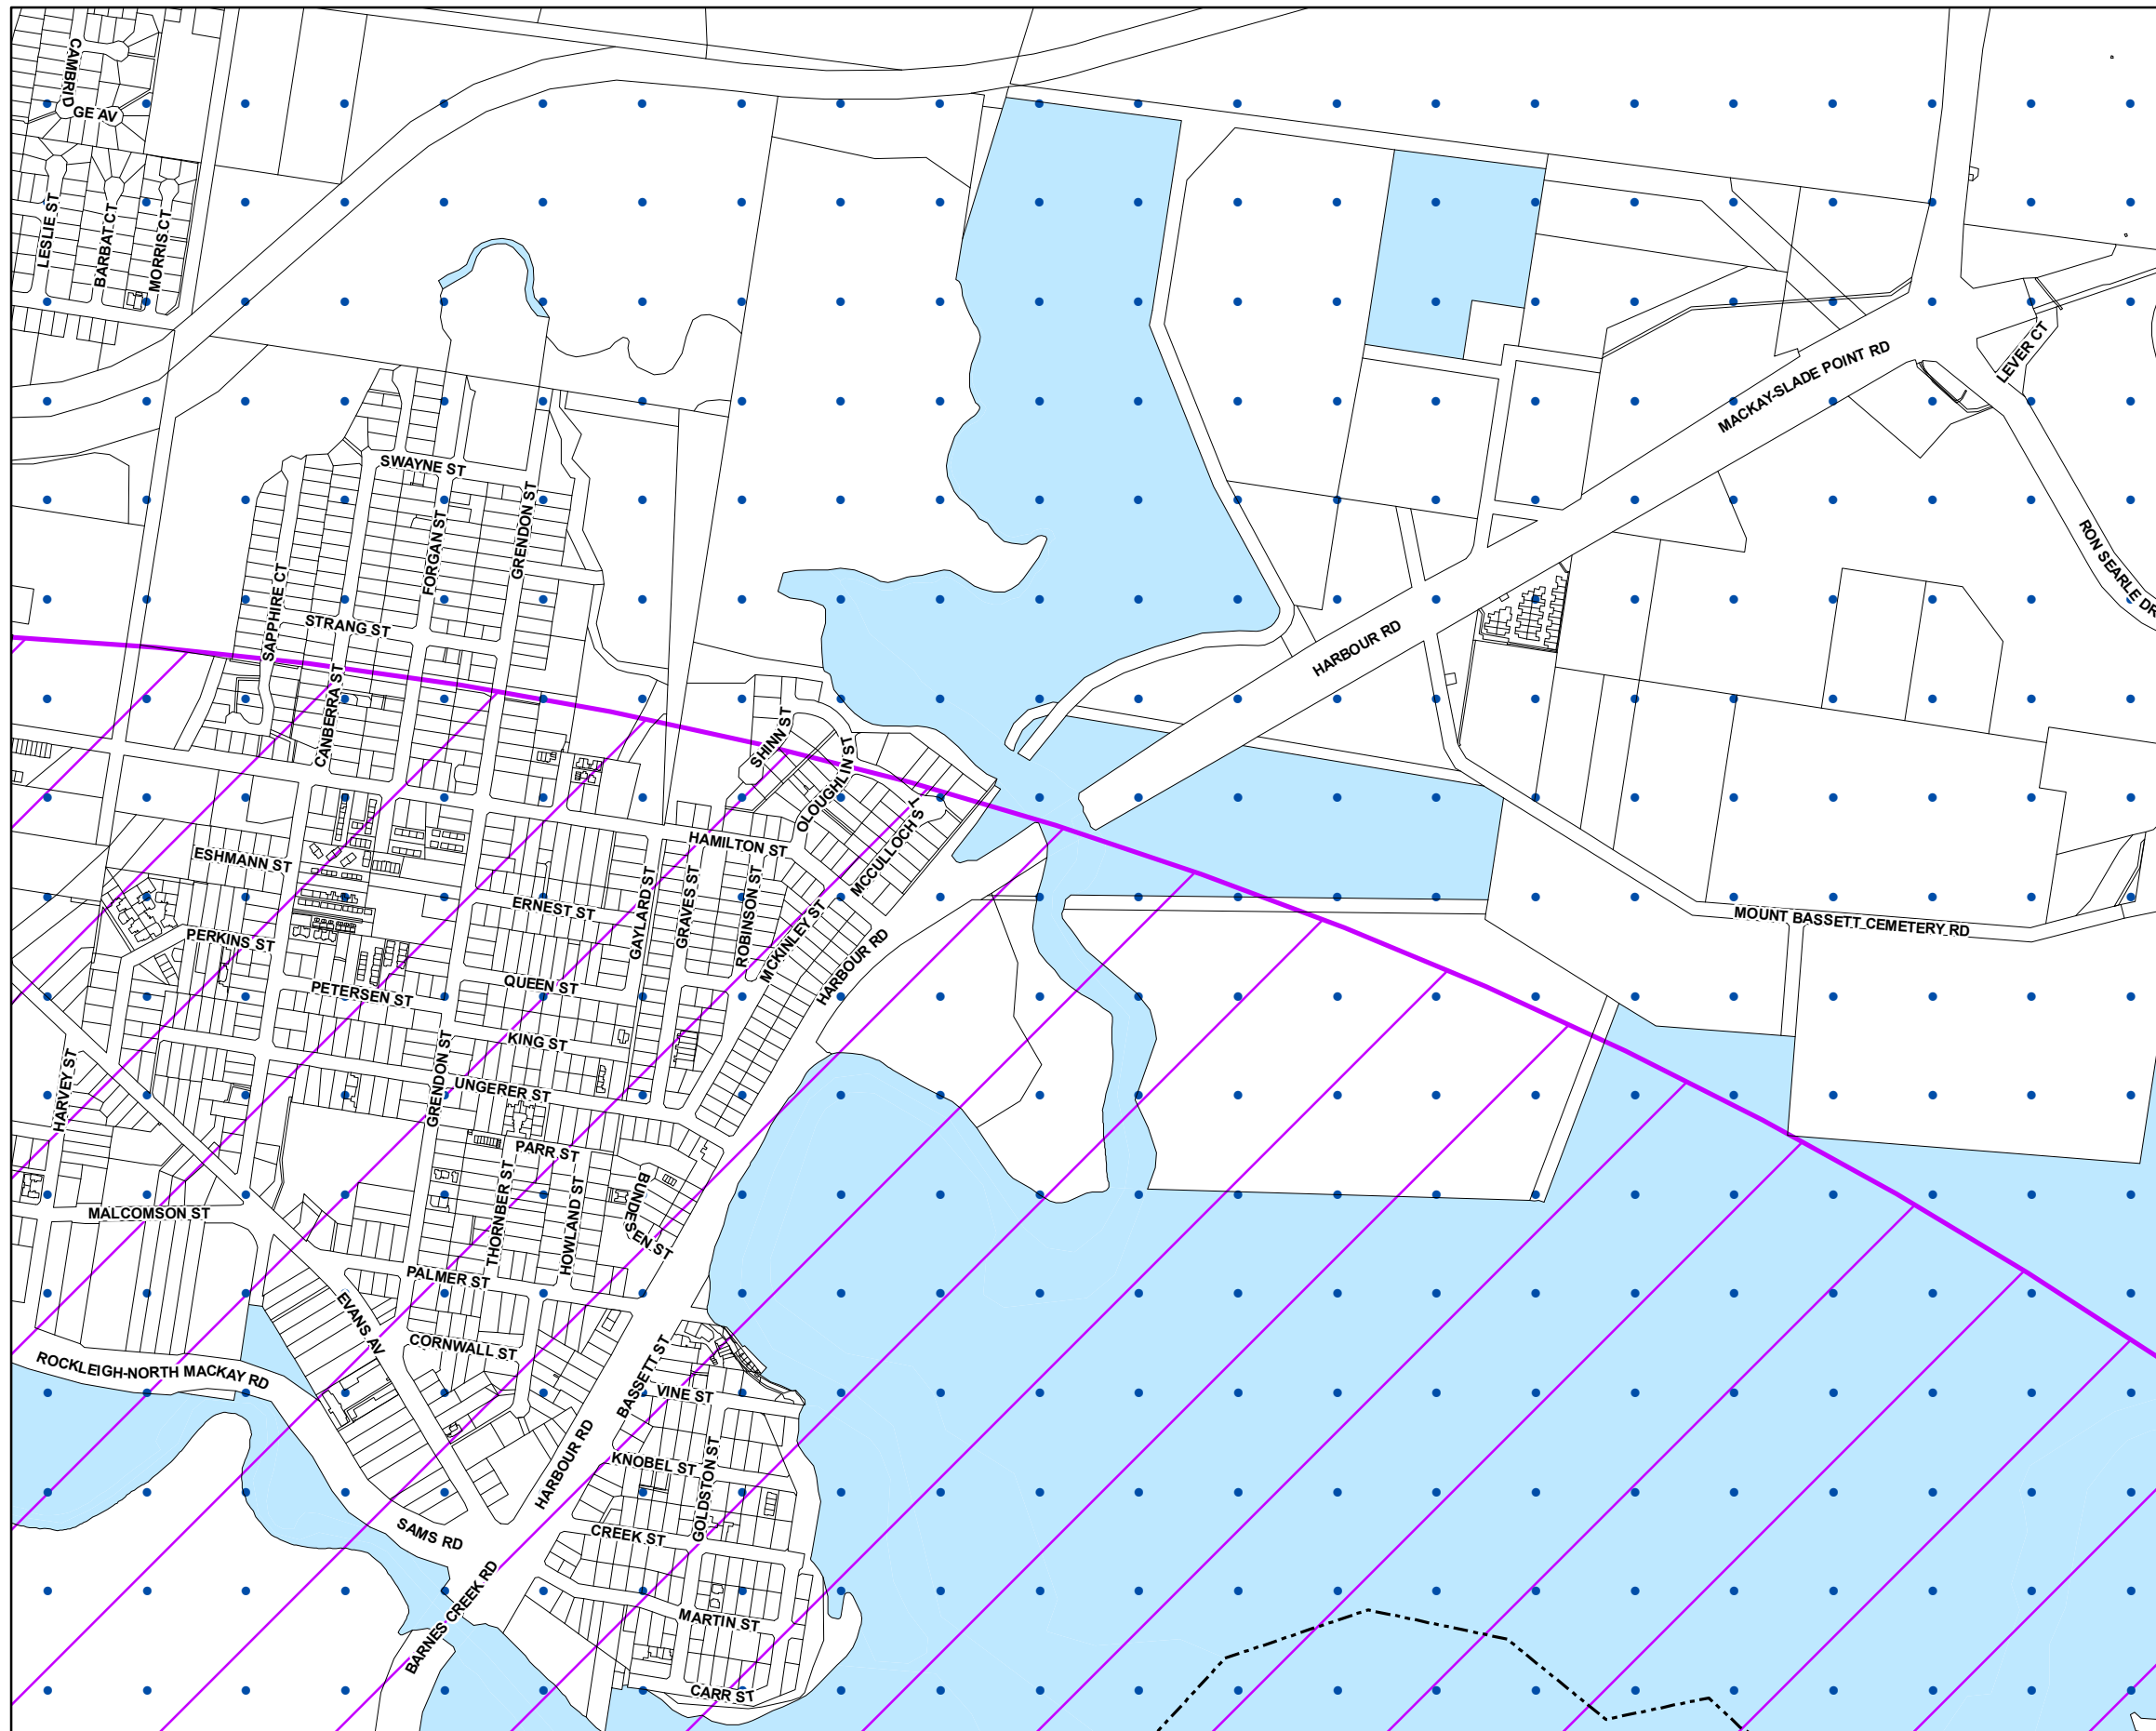 CAMBRID
GE AV
LESLIE ST
BARBAT CT
MORRIS CT
LEVER CT
MACKAY-SLADE POINT RD
SWAYNE ST
FORGAN ST
GRENDON ST
RON SEARLE DR
SAPPHIRE CT
STRANG ST
HARBOUR RD
CANBERRA ST
SHINN ST
OLOUGHLIN ST
MCCULLOCH ST
HAMILTON ST
ESHMANN ST
GAYLARD ST
GRAVES ST
ROBINSON ST
ERNEST ST
MCKINLEY ST
HARBOUR RD
MOUNT BASSETT CEMETERY RD
PERKINS ST
PETERSEN ST
QUEEN ST
KING ST
HARVEY ST
GRENDON ST
UNGERER ST
PARR ST
THORNBER ST
HOWLAND ST
BUNDES
EN ST
MALCOMSON ST
PALMER ST
EVANS AV
CORNWALL ST
ROCKLEIGH-NORTH MACKAY RD
BASSETT ST
VINE ST
HARBOUR RD
KNOBEL ST
GOLDSTON ST
SAMS RD
CREEK ST
BARNES CREEK RD
MARTIN ST
CARR ST